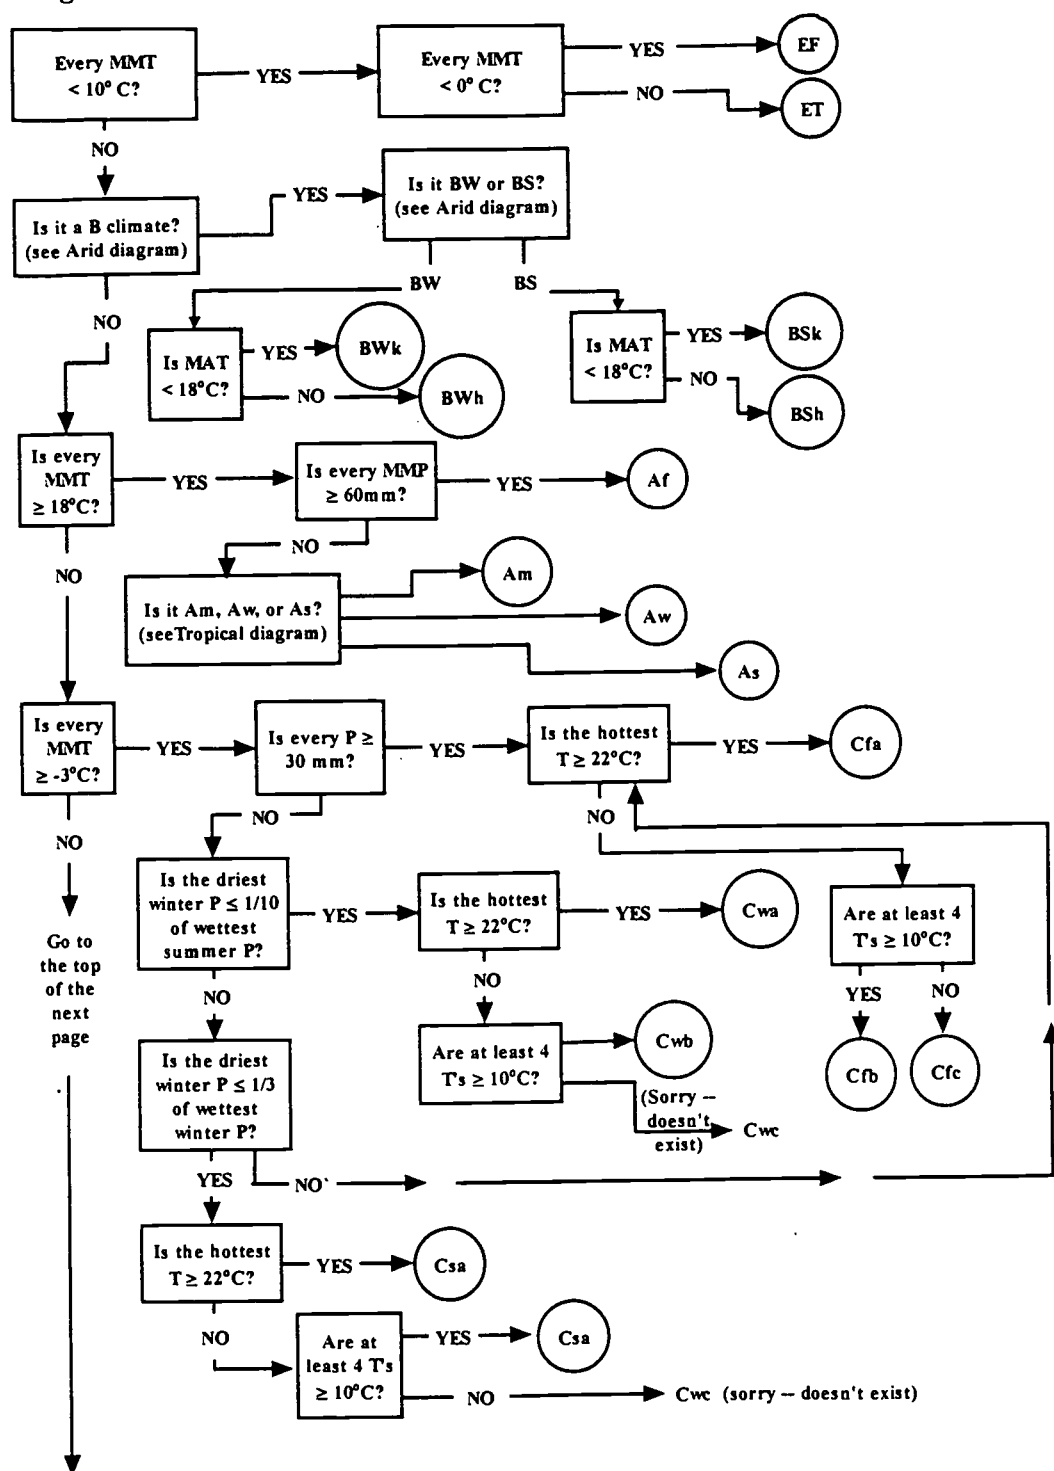 Every MMT
< 10° C?
YES
Every MMT
< 0° C?
YES
EF
NO
ET
NO
Is it a B climate?
(see Arid diagram)
YES
Is it BW or BS?
(see Arid diagram)
BW
BS
NO
Is MAT
< 18°C?
YES
BWk
NO
BWh
Is MAT
< 18°C?
YES
BSk
NO
BSh
Is every
MMT
≥ 18°C?
YES
Is every MMP
≥ 60mm?
YES
Af
NO
NO
Is it Am, Aw, or As?
(seeTropical diagram)
Am
Aw
As
Is every
MMT
≥ -3°C?
YES
Is every P ≥
30 mm?
YES
Is the hottest
T ≥ 22°C?
YES
Cfa
NO
NO
NO
Is the driest
winter P ≤ 1/10
of wettest
summer P?
YES
Is the hottest
T ≥ 22°C?
YES
Cwa
Are at least 4
T's ≥ 10°C?
YES
NO
Cfb
Cfc
Go to
the top
of the
next
page
NO
NO
Is the driest
winter P ≤ 1/3
of wettest
winter P?
Are at least 4
T's ≥ 10°C?
Cwb
(Sorry --
doesn't
exist)
Cwc
YES
NO
Is the hottest
T ≥ 22°C?
YES
Csa
NO
Are at
least 4 T's
≥ 10°C?
YES
Csa
NO
Cwc (sorry -- doesn't exist)